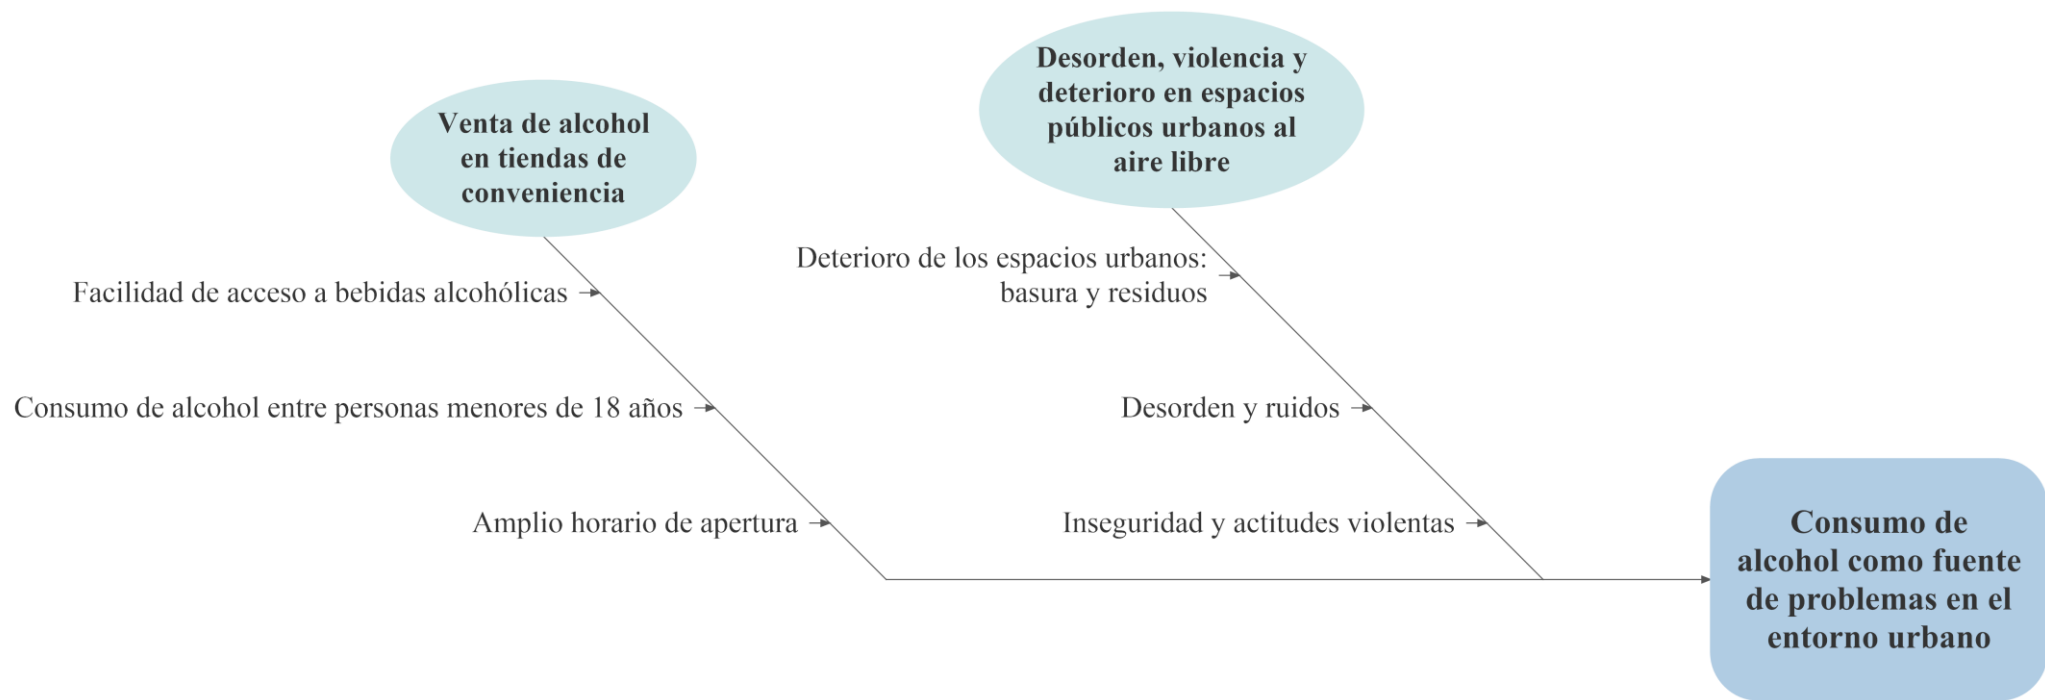 Venta de alcohol
en tiendas de
conveniencia
Facilidad de acceso a bebidas alcohólicas
Consumo de alcohol entre personas menores de 18 años
Amplio horario de apertura
Desorden, violencia y
deterioro en espacios
públicos urbanos al
aire libre
Deterioro de los espacios urbanos:
basura y residuos
Desorden y ruidos
Inseguridad y actitudes violentas
Consumo de
alcohol como fuente
de problemas en el
entorno urbano